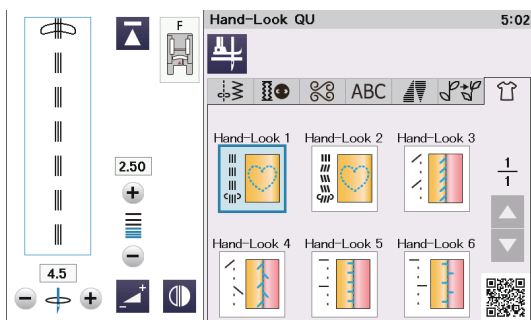 F
2.50
4.5
Hand-Look QU
5:02
ABC
Hand-Look 1
Hand-Look 2
Hand-Look 3
1
1
Hand-Look 4
Hand-Look 5
Hand-Look 6